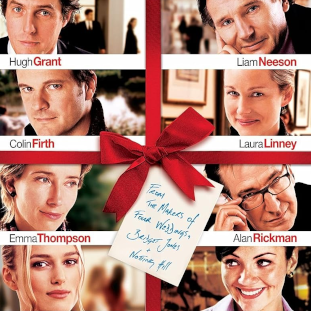 Hugh Grant
Liam Neeson
Colin Firth
Laura Linney
Emma Thompson
Alan Rickman
From
The Makers of
Four Weddings,
Bridget Jones
+
Notting Hill